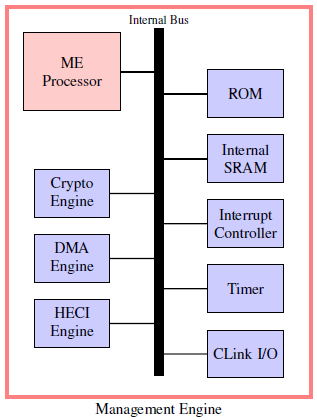 Internal Bus
ME
Processor
ROM
Internal
SRAM
Crypto
Engine
Interrupt
Controller
DMA
Engine
Timer
HECI
Engine
CLink I/O
Management Engine